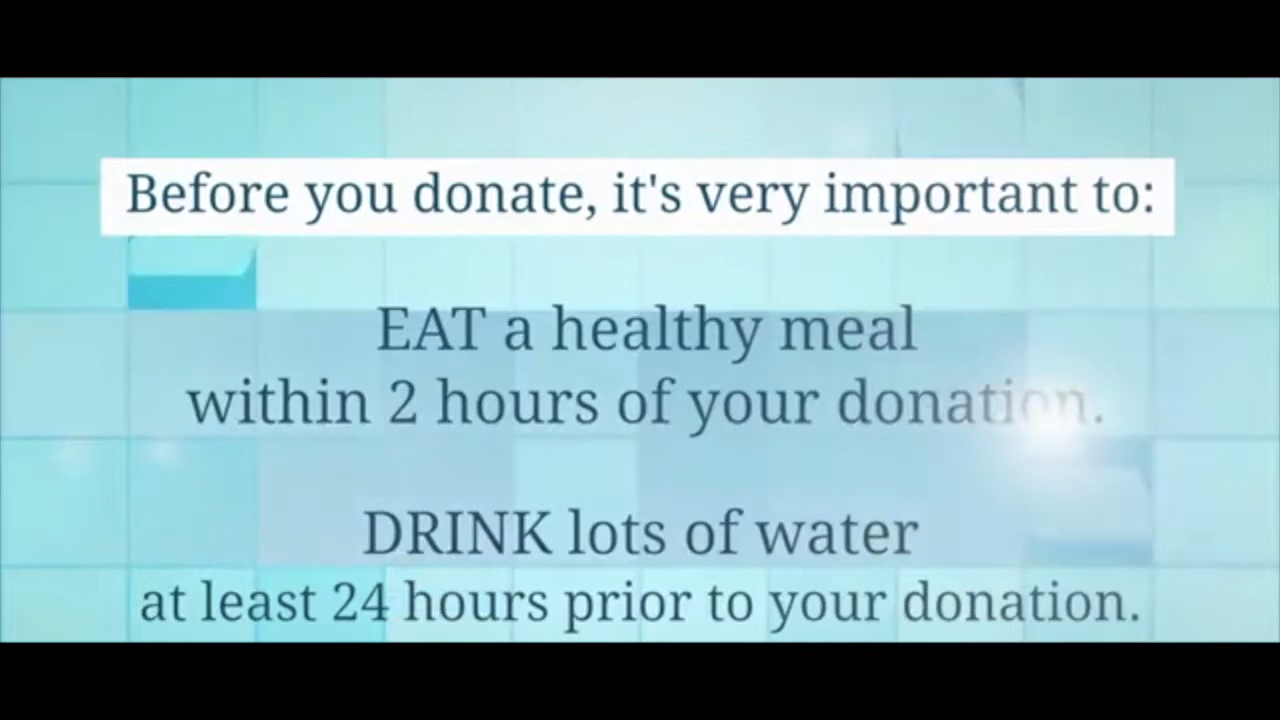 Before you donate, it's very important to:
EAT a healthy meal
within 2 hours of your donation.
DRINK lots of water
at least 24 hours prior to your donation.